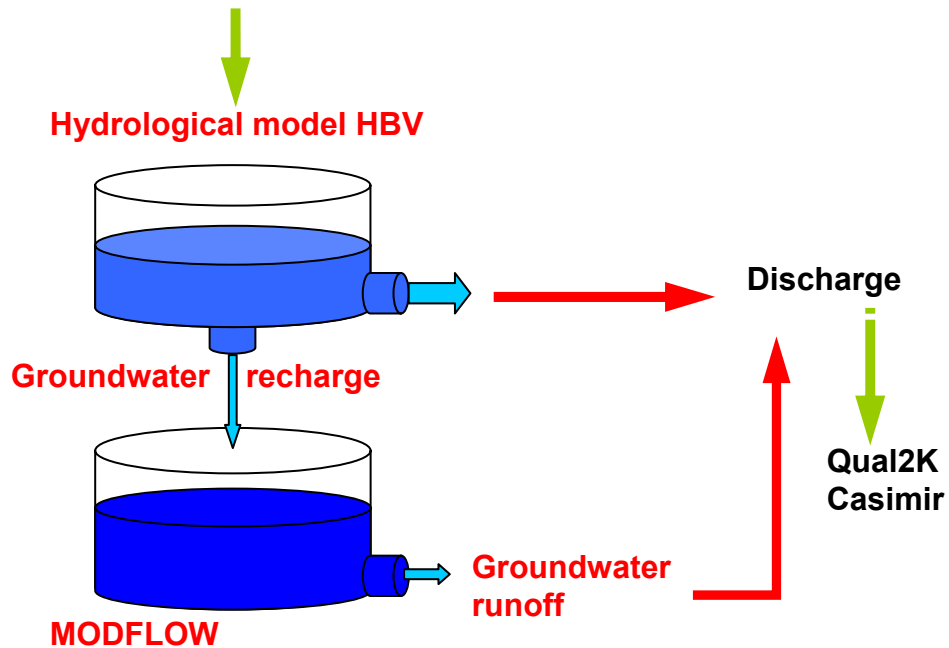 Hydrological model HBV
Discharge
Groundwater recharge
Qual2K
Casimir
Groundwater
runoff
MODFLOW